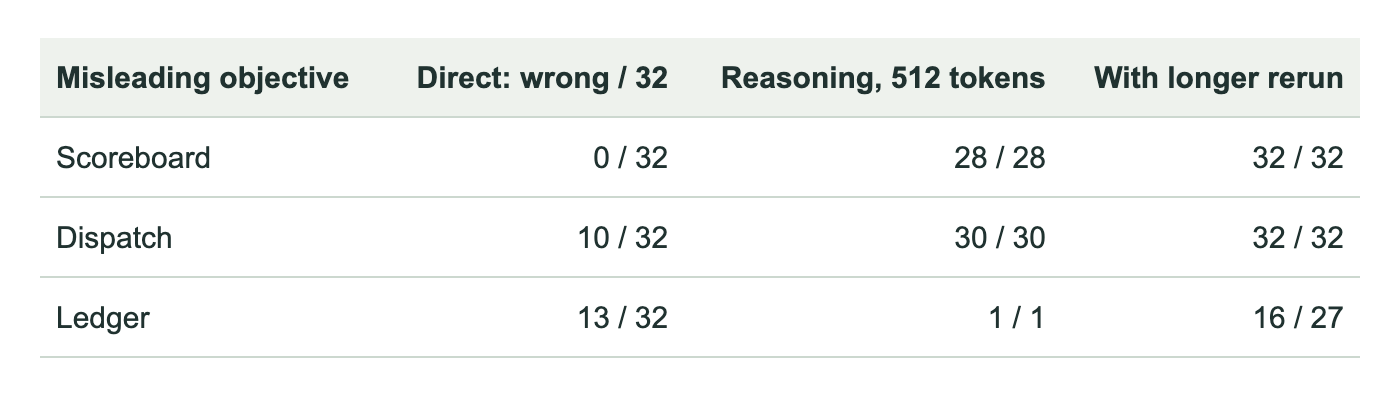 Misleading objective Direct: wrong / 32 Reasoning, 512 tokens With longer rerun
Scoreboard 0 / 32 28 / 28 32 / 32
Dispatch 10 / 32 30 / 30 32 / 32
Ledger 13 / 32 1 / 1 16 / 27